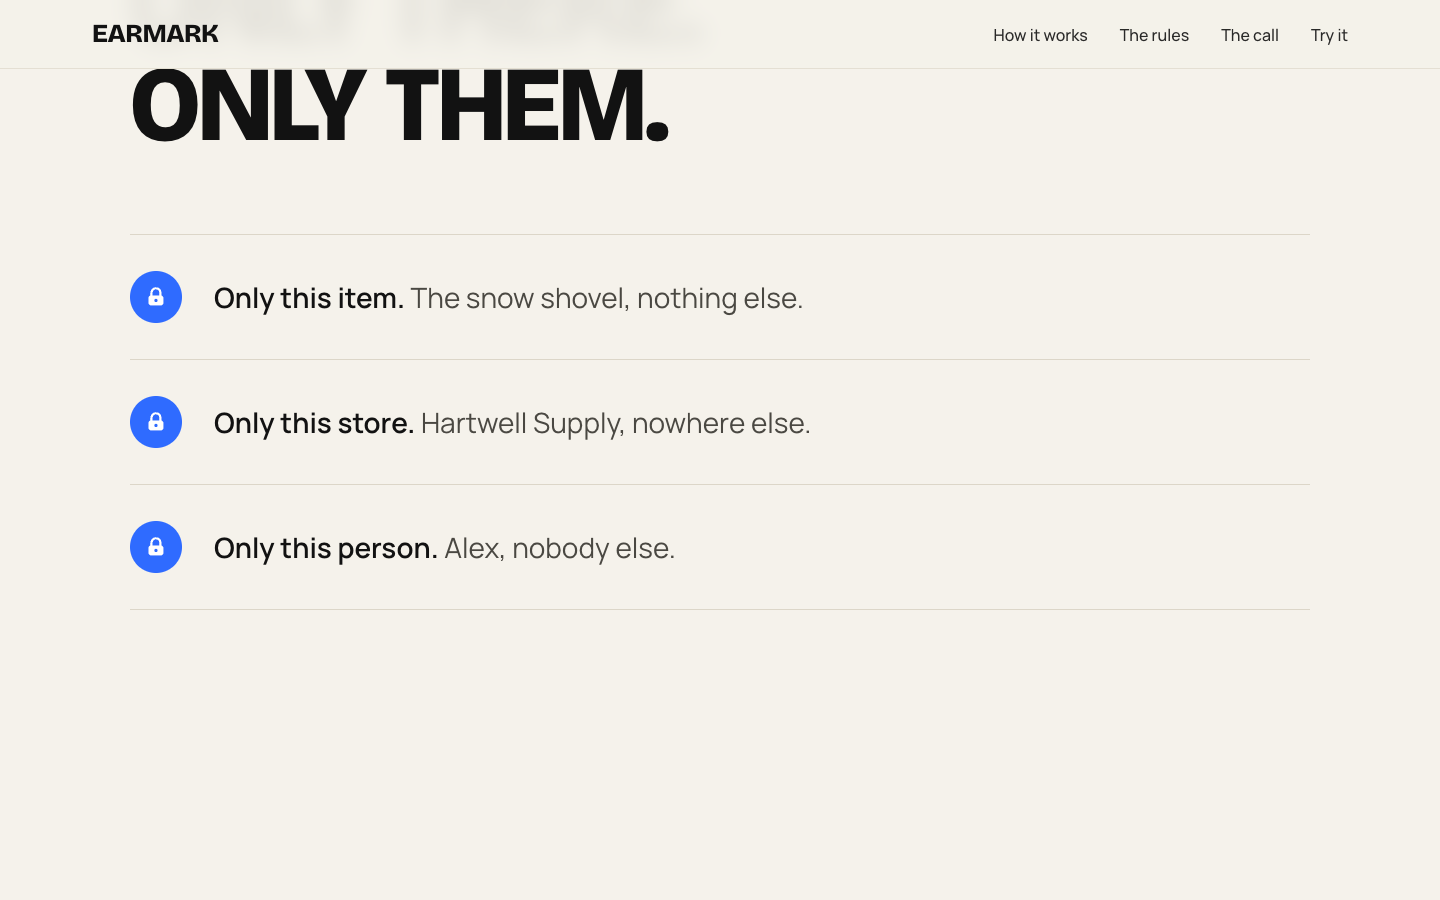 EARMARK
How it works
The rules
The call
Try it
ONLY THEM.
Only this item. The snow shovel, nothing else.
Only this store. Hartwell Supply, nowhere else.
Only this person. Alex, nobody else.